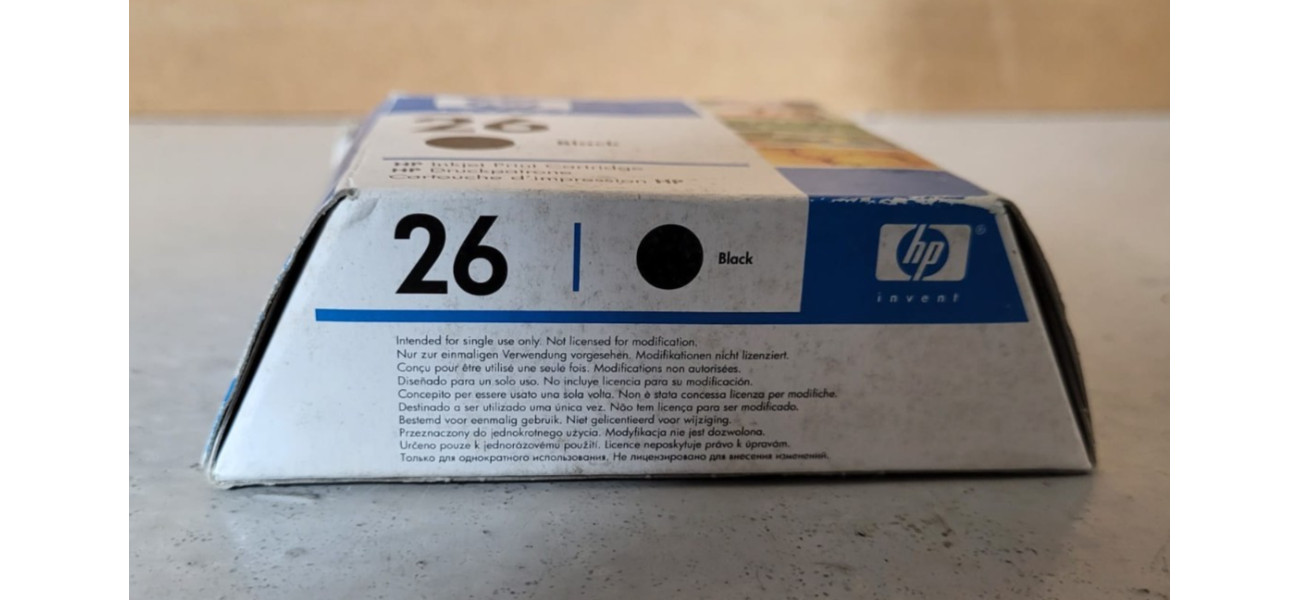 26
Black
HP Inkjet Print Cartridge
HP Druckpatrone
Cartouche d'impression HP
26 Black
hp®
invent
Intended for single use only. Not licensed for modification.
Nur zur einmaligen Verwendung vorgesehen. Modifikationen nicht lizenziert.
Conçu pour être utilisé une seule fois. Modifications non autorisées.
Diseñado para un solo uso. No incluye licencia para su modificación.
Concepito per essere usato una sola volta. Non è stata concessa licenza per modifiche.
Destinado a ser utilizado uma única vez. Não tem licença para ser modificado.
Bestemd voor eenmalig gebruik. Niet gelicentieerd voor wijziging.
Przeznaczony do jednokrotnego użycia. Modyfikacja nie jest dozwolona.
Určeno pouze k jednorázovému použití. Licence neposkytuje právo k úpravám.
Только для однократного использования. Не лицензировано для внесения изменений.